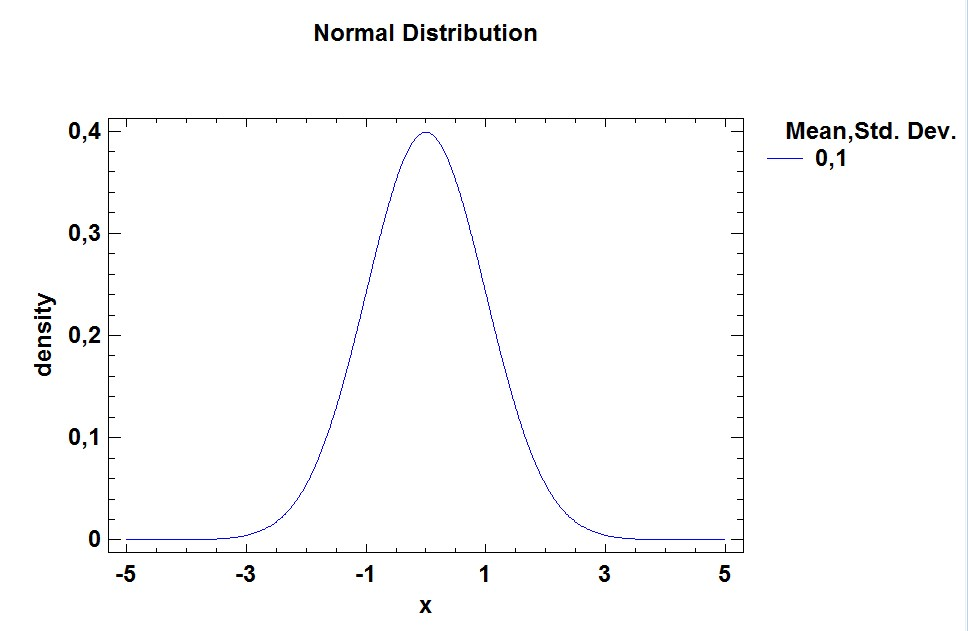 Normal Distribution
Mean,Std. Dev.
0,1
0,4
0,3
0,2
0,1
0
density
-5 -3 -1 1 3 5
x